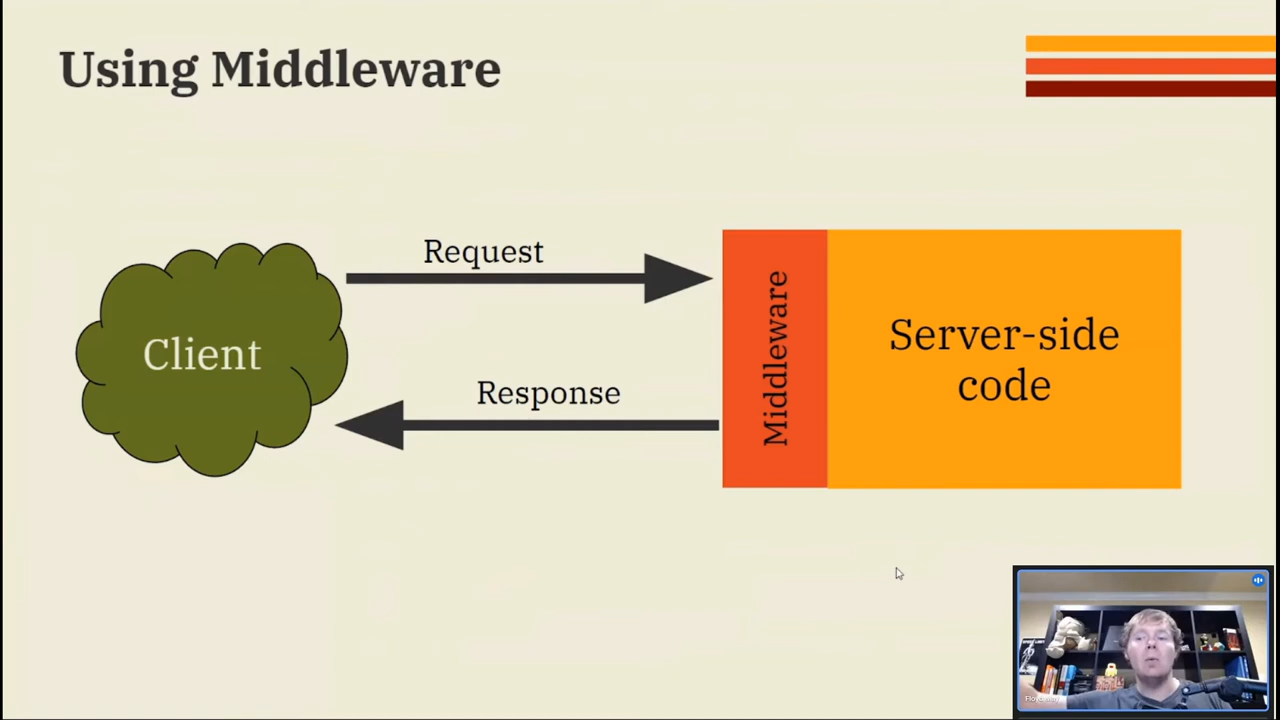 Using Middleware
Request
Client
Middleware
Server-side
code
Response